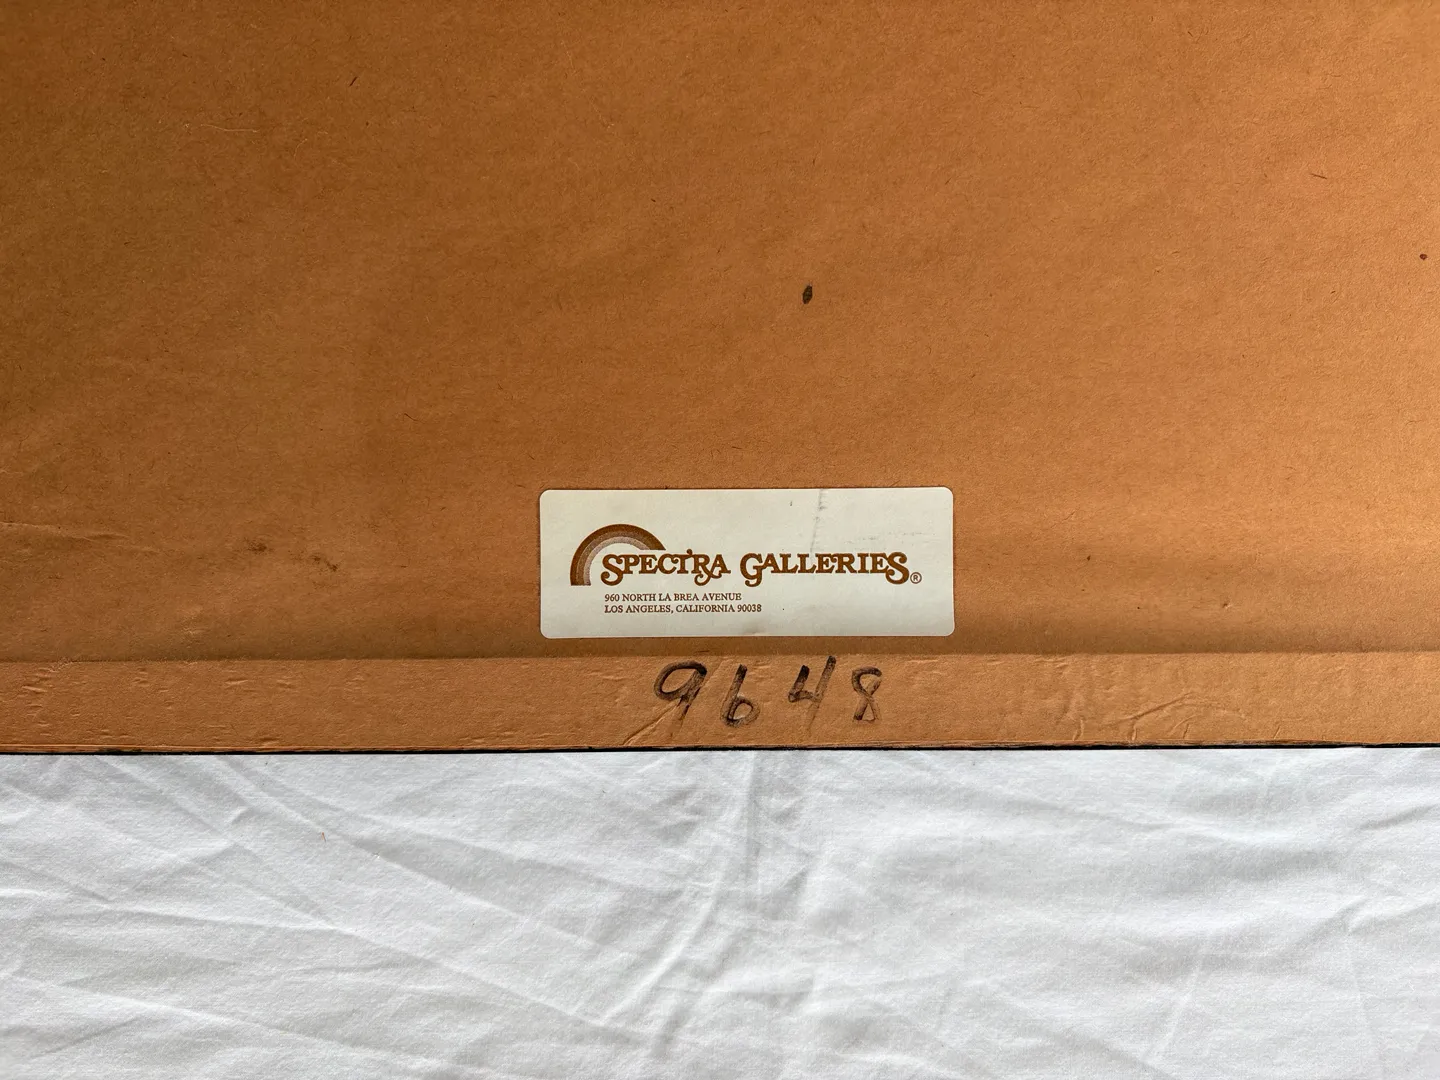 SPECTRA GALLERIES®
960 NORTH LA BREA AVENUE
LOS ANGELES, CALIFORNIA 90038
9648